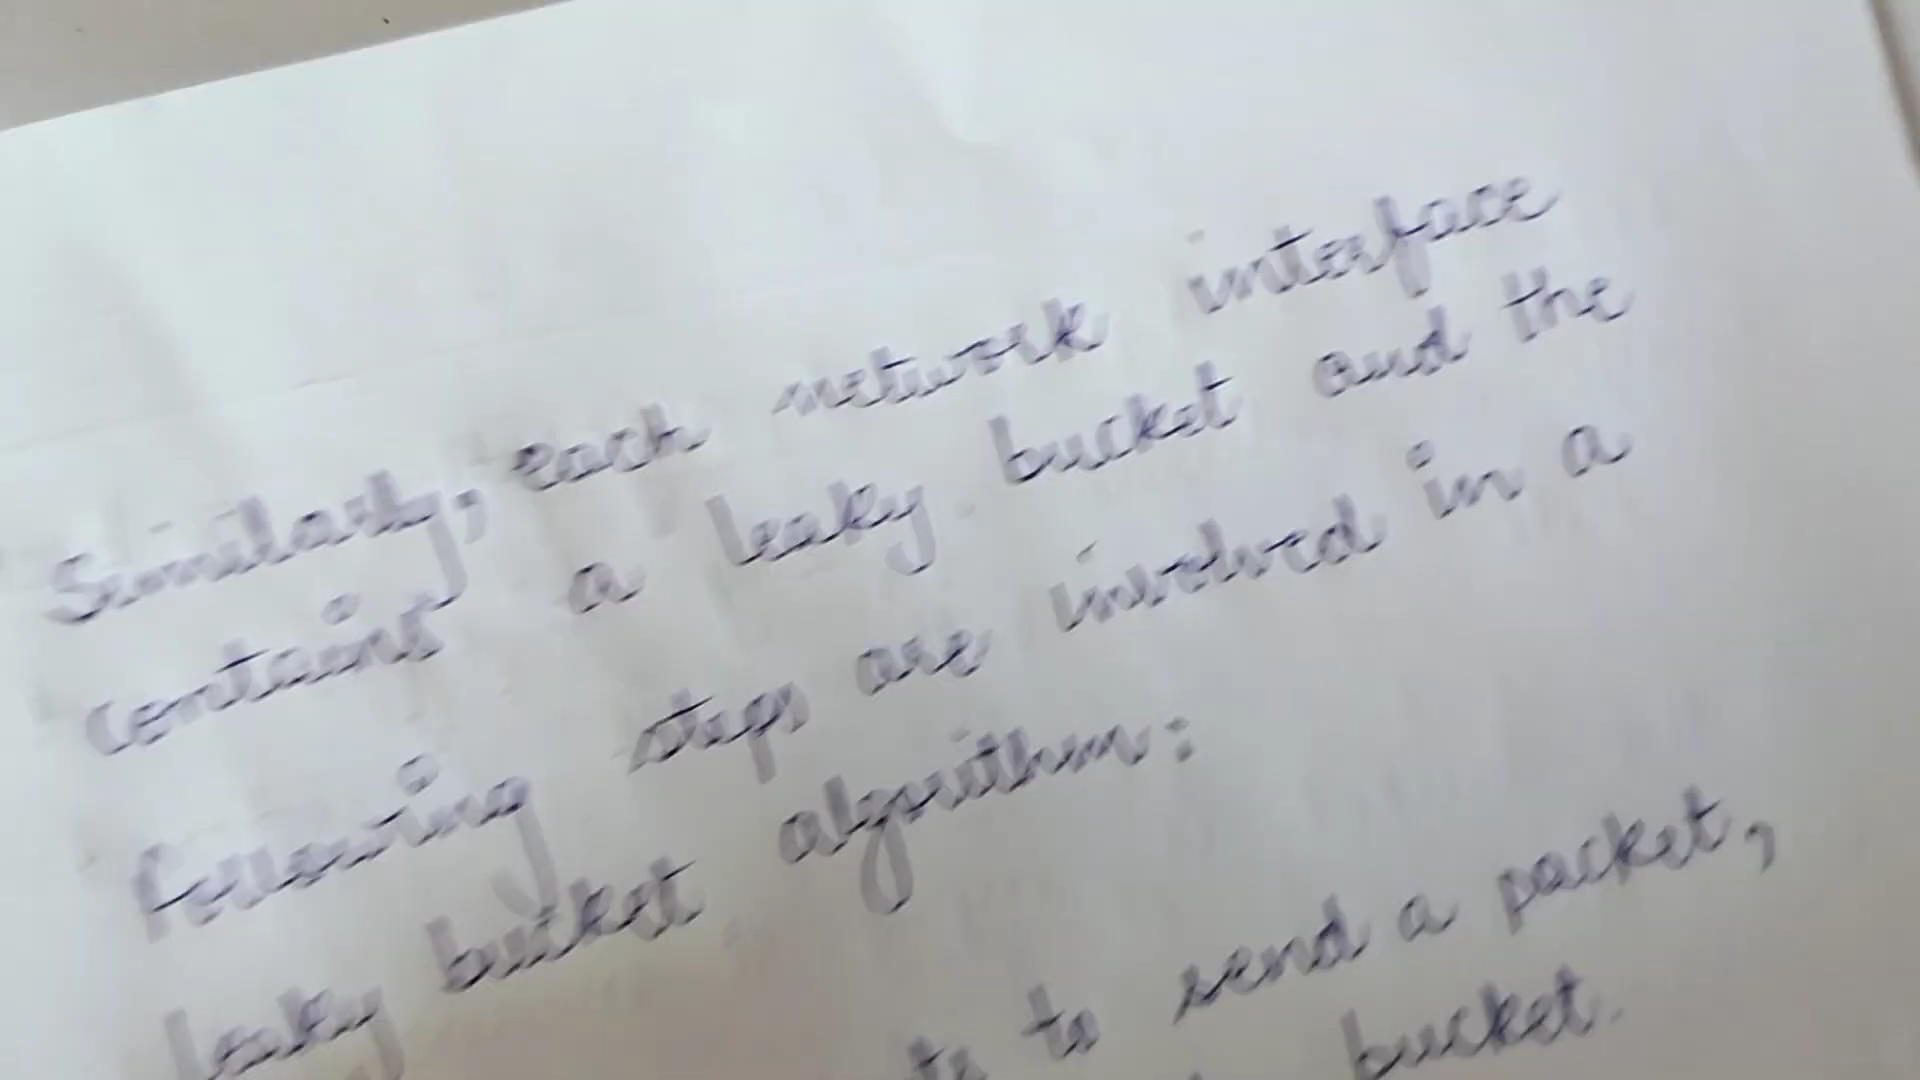 Similarly, each network interface
contains a leaky bucket and the
following steps are involved in a
leaky bucket algorithm:
to send a packet,
bucket.